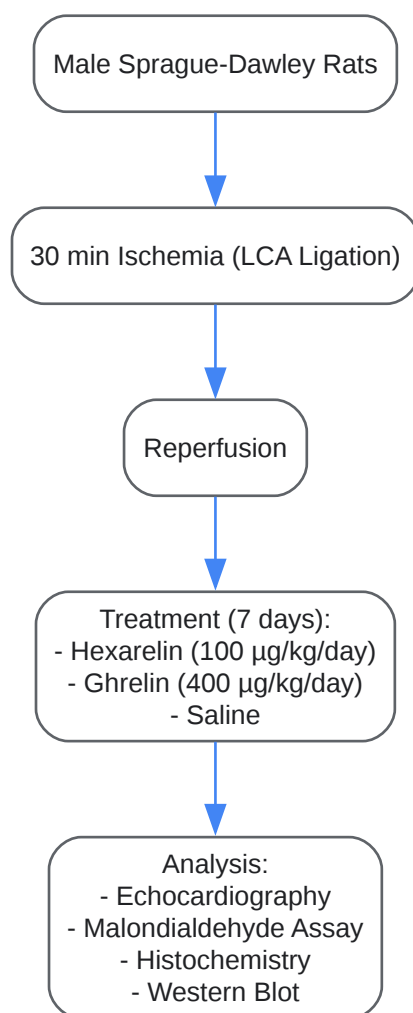 Male Sprague-Dawley Rats
30 min Ischemia (LCA Ligation)
Reperfusion
Treatment (7 days):
- Hexarelin (100 µg/kg/day)
- Ghrelin (400 µg/kg/day)
- Saline
Analysis:
- Echocardiography
- Malondialdehyde Assay
- Histochemistry
- Western Blot